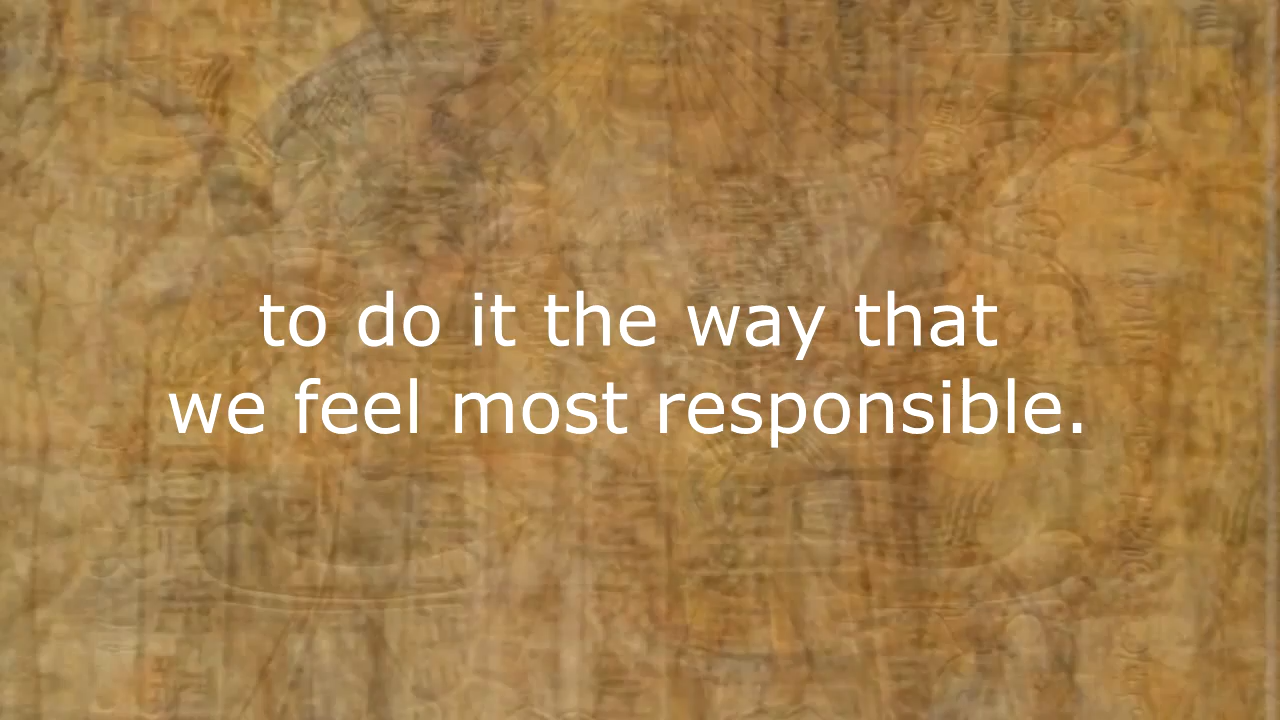 to do it the way that
we feel most responsible.